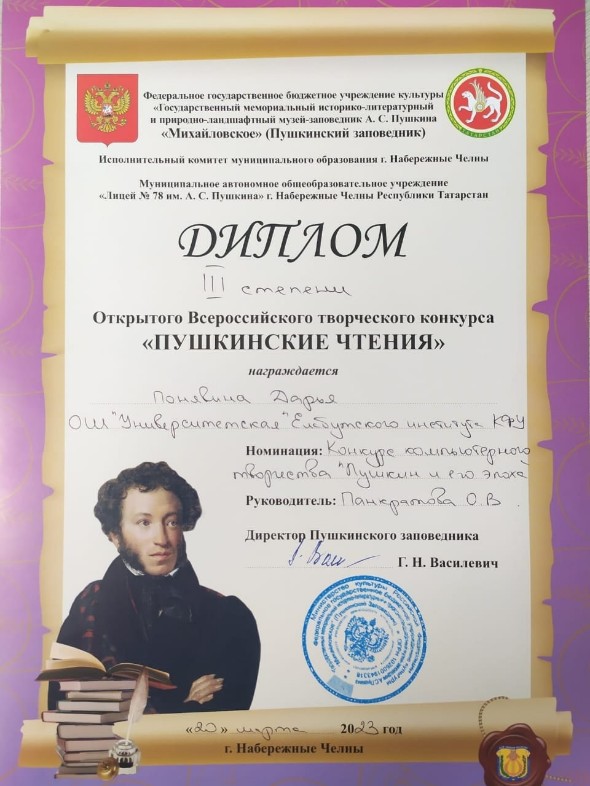 Федеральное государственное бюджетное учреждение культуры
«Государственный мемориальный историко-литературный
и природно-ландшафтный музей-заповедник А. С. Пушкина
«Михайловское» (Пушкинский заповедник)
Исполнительный комитет муниципального образования г. Набережные Челны
Муниципальное автономное общеобразовательное учреждение
«Лицей № 78 им. А. С. Пушкина» г. Набережные Челны Республики Татарстан
ДИПЛОМ
III степени
Открытого Всероссийского творческого конкурса
«ПУШКИНСКИЕ ЧТЕНИЯ»
награждается
Понявина Дарья
ОШ "Университетская" Елабужского института КФУ
Номинация: Конкурс компьютерного
творчества "Пушкин и его эпоха
Руководитель: Панкратова О.В.
Директор Пушкинского заповедника
Г. Н. Василевич
«20» марта 2023 год
г. Набережные Челны